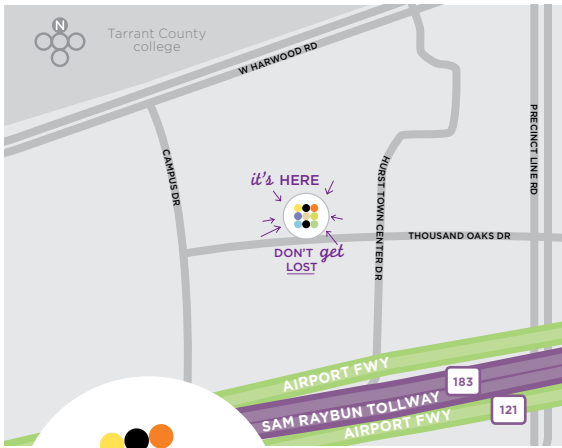 N
Tarrant County
college
W HARWOOD RD
CAMPUS DR
PRECINCT LINE RD
HURST TOWN CENTER DR
it's HERE
THOUSAND OAKS DR
DON'T get
LOST
AIRPORT FWY
183
SAM RAYBUN TOLLWAY
121
AIRPORT FWY